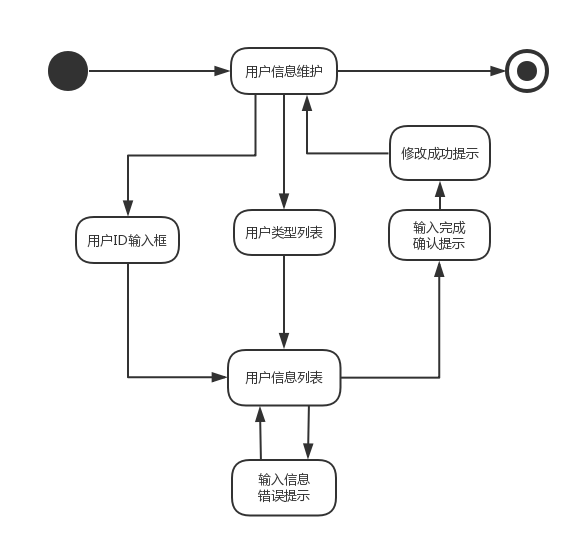 用户信息维护
修改成功提示
用户ID输入框
用户类型列表
输入完成
确认提示
用户信息列表
输入信息
错误提示